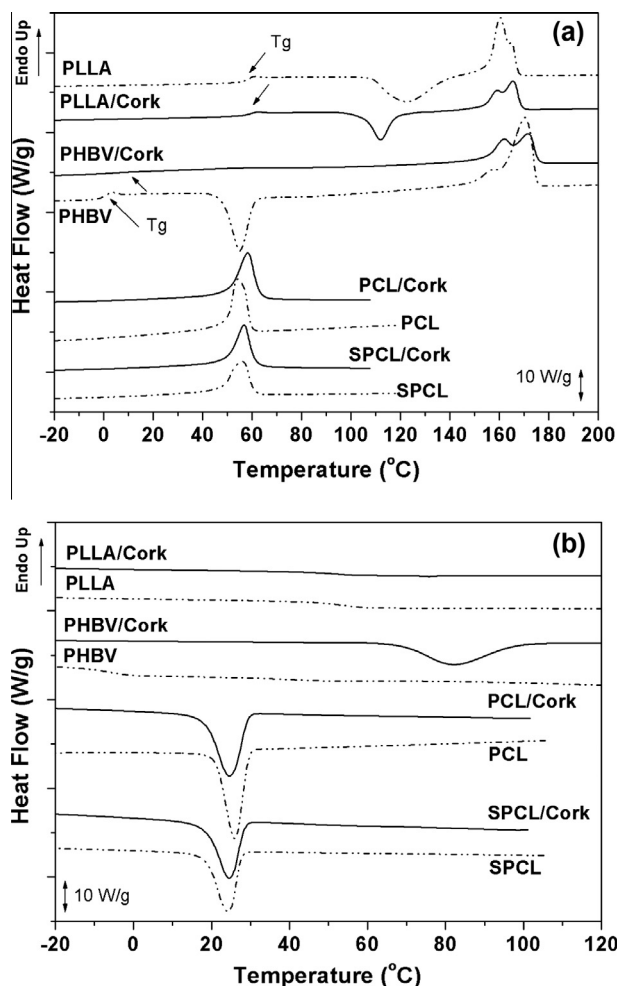 (a)
Endo Up
Tg
PLLA
PLLA/Cork
PHBV/Cork
PHBV
Tg
PCL/Cork
PCL
SPCL/Cork
SPCL
10 W/g
Heat Flow (W/g)
-20 0 20 40 60 80 100 120 140 160 180 200
Temperature (°C)
(b)
Endo Up
PLLA/Cork
PLLA
PHBV/Cork
PHBV
PCL/Cork
PCL
SPCL/Cork
SPCL
10 W/g
Heat Flow (W/g)
-20 0 20 40 60 80 100 120
Temperature (°C)